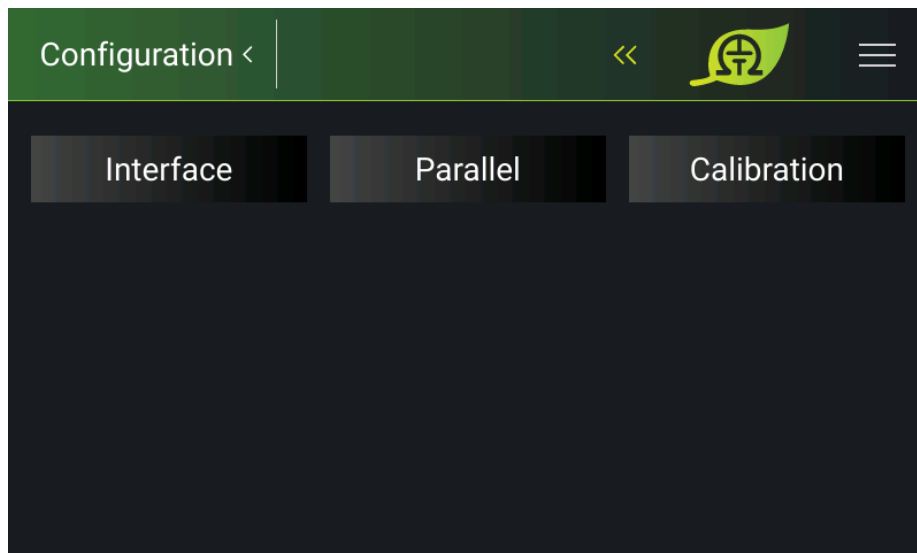 Configuration <
<<
Interface
Parallel
Calibration